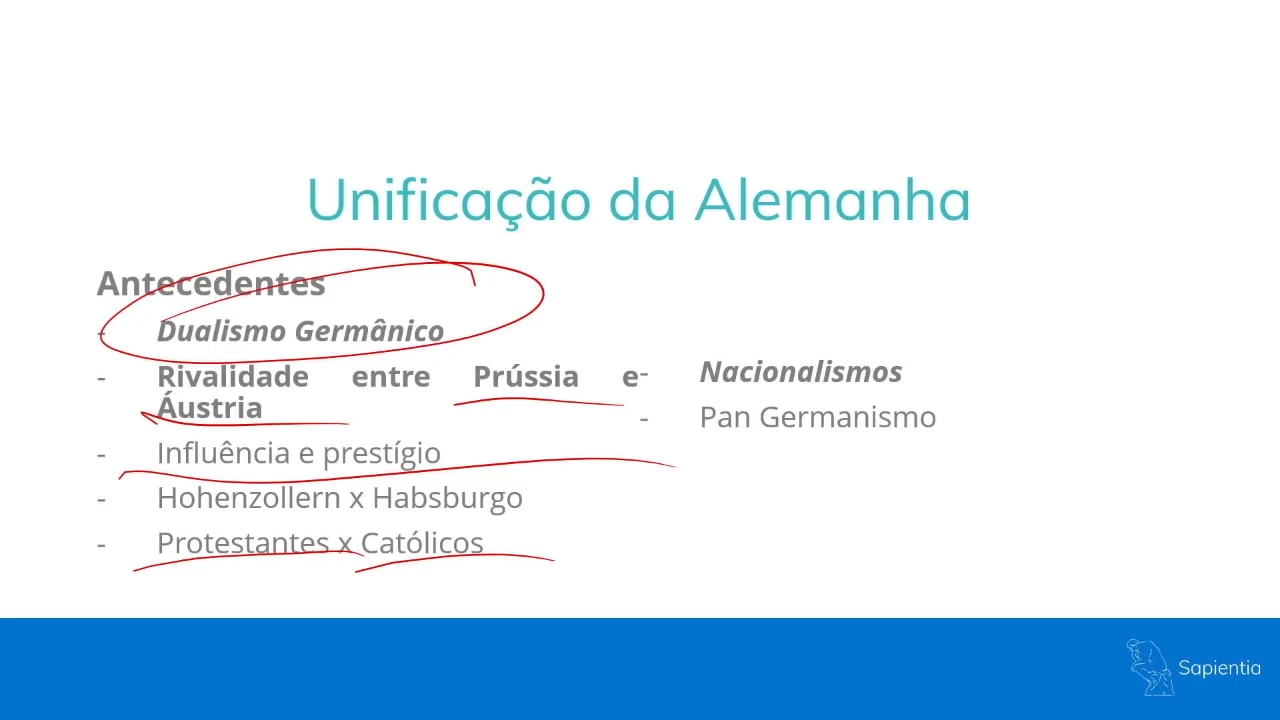 Unificação da Alemanha
Antecedentes
- Dualismo Germânico
- Rivalidade entre Prússia e
Áustria
- Influência e prestígio
- Hohenzollern x Habsburgo
- Protestantes x Católicos
- Nacionalismos
- Pan Germanismo
Sapientia